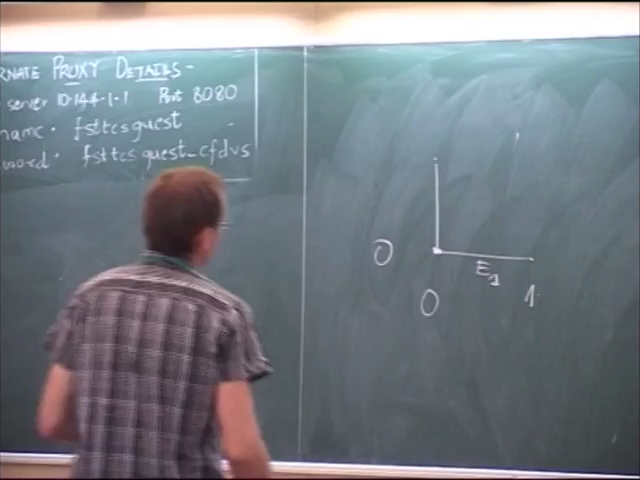 RNATE PROXY DETAILS -
server 10.144.1.1 Port 8080
name. fsttcsguest -
word. fsttcsguest_cfdvs
0
E1
0 1